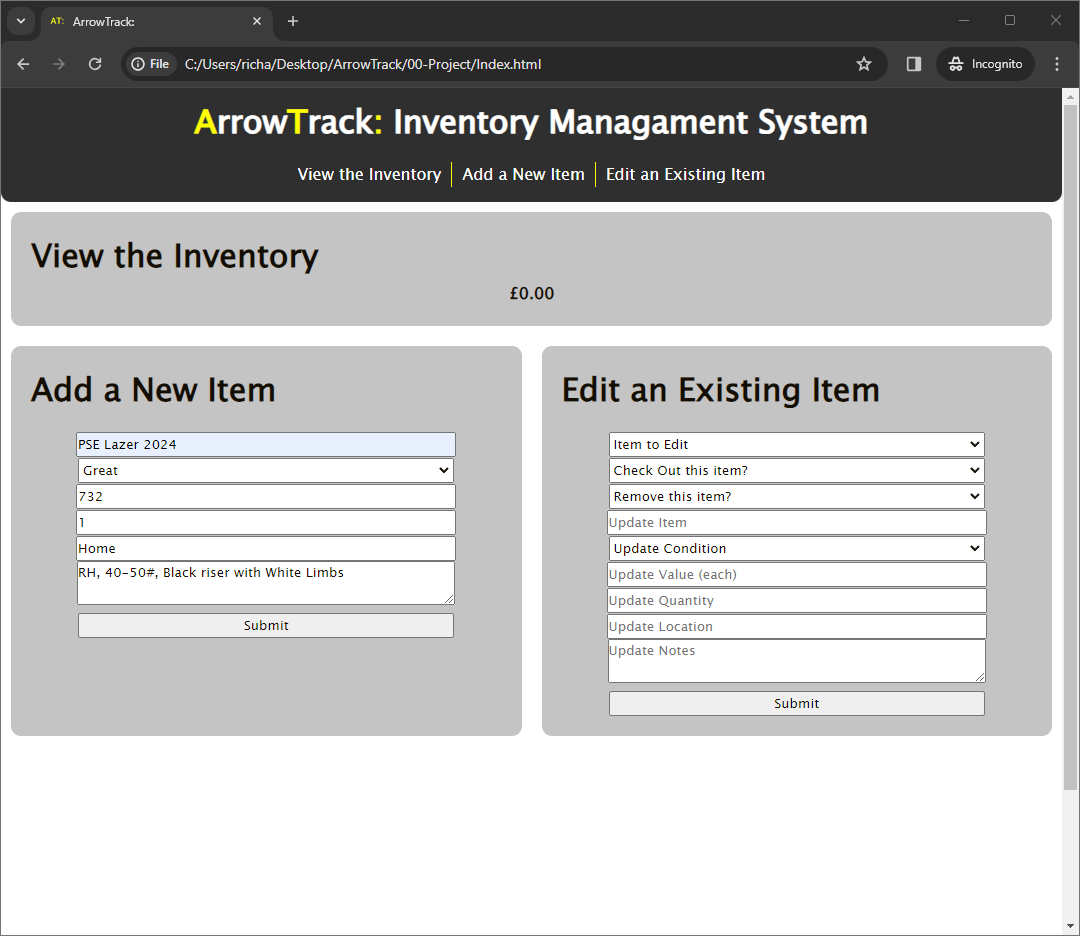 AT: ArrowTrack:
File C:/Users/richa/Desktop/ArrowTrack/00-Project/Index.html Incognito
ArrowTrack: Inventory Managament System
View the Inventory Add a New Item Edit an Existing Item
View the Inventory
£0.00
Add a New Item
PSE Lazer 2024
Great
732
1
Home
RH, 40-50#, Black riser with White Limbs
Submit
Edit an Existing Item
Item to Edit
Check Out this item?
Remove this item?
Update Item
Update Condition
Update Value (each)
Update Quantity
Update Location
Update Notes
Submit